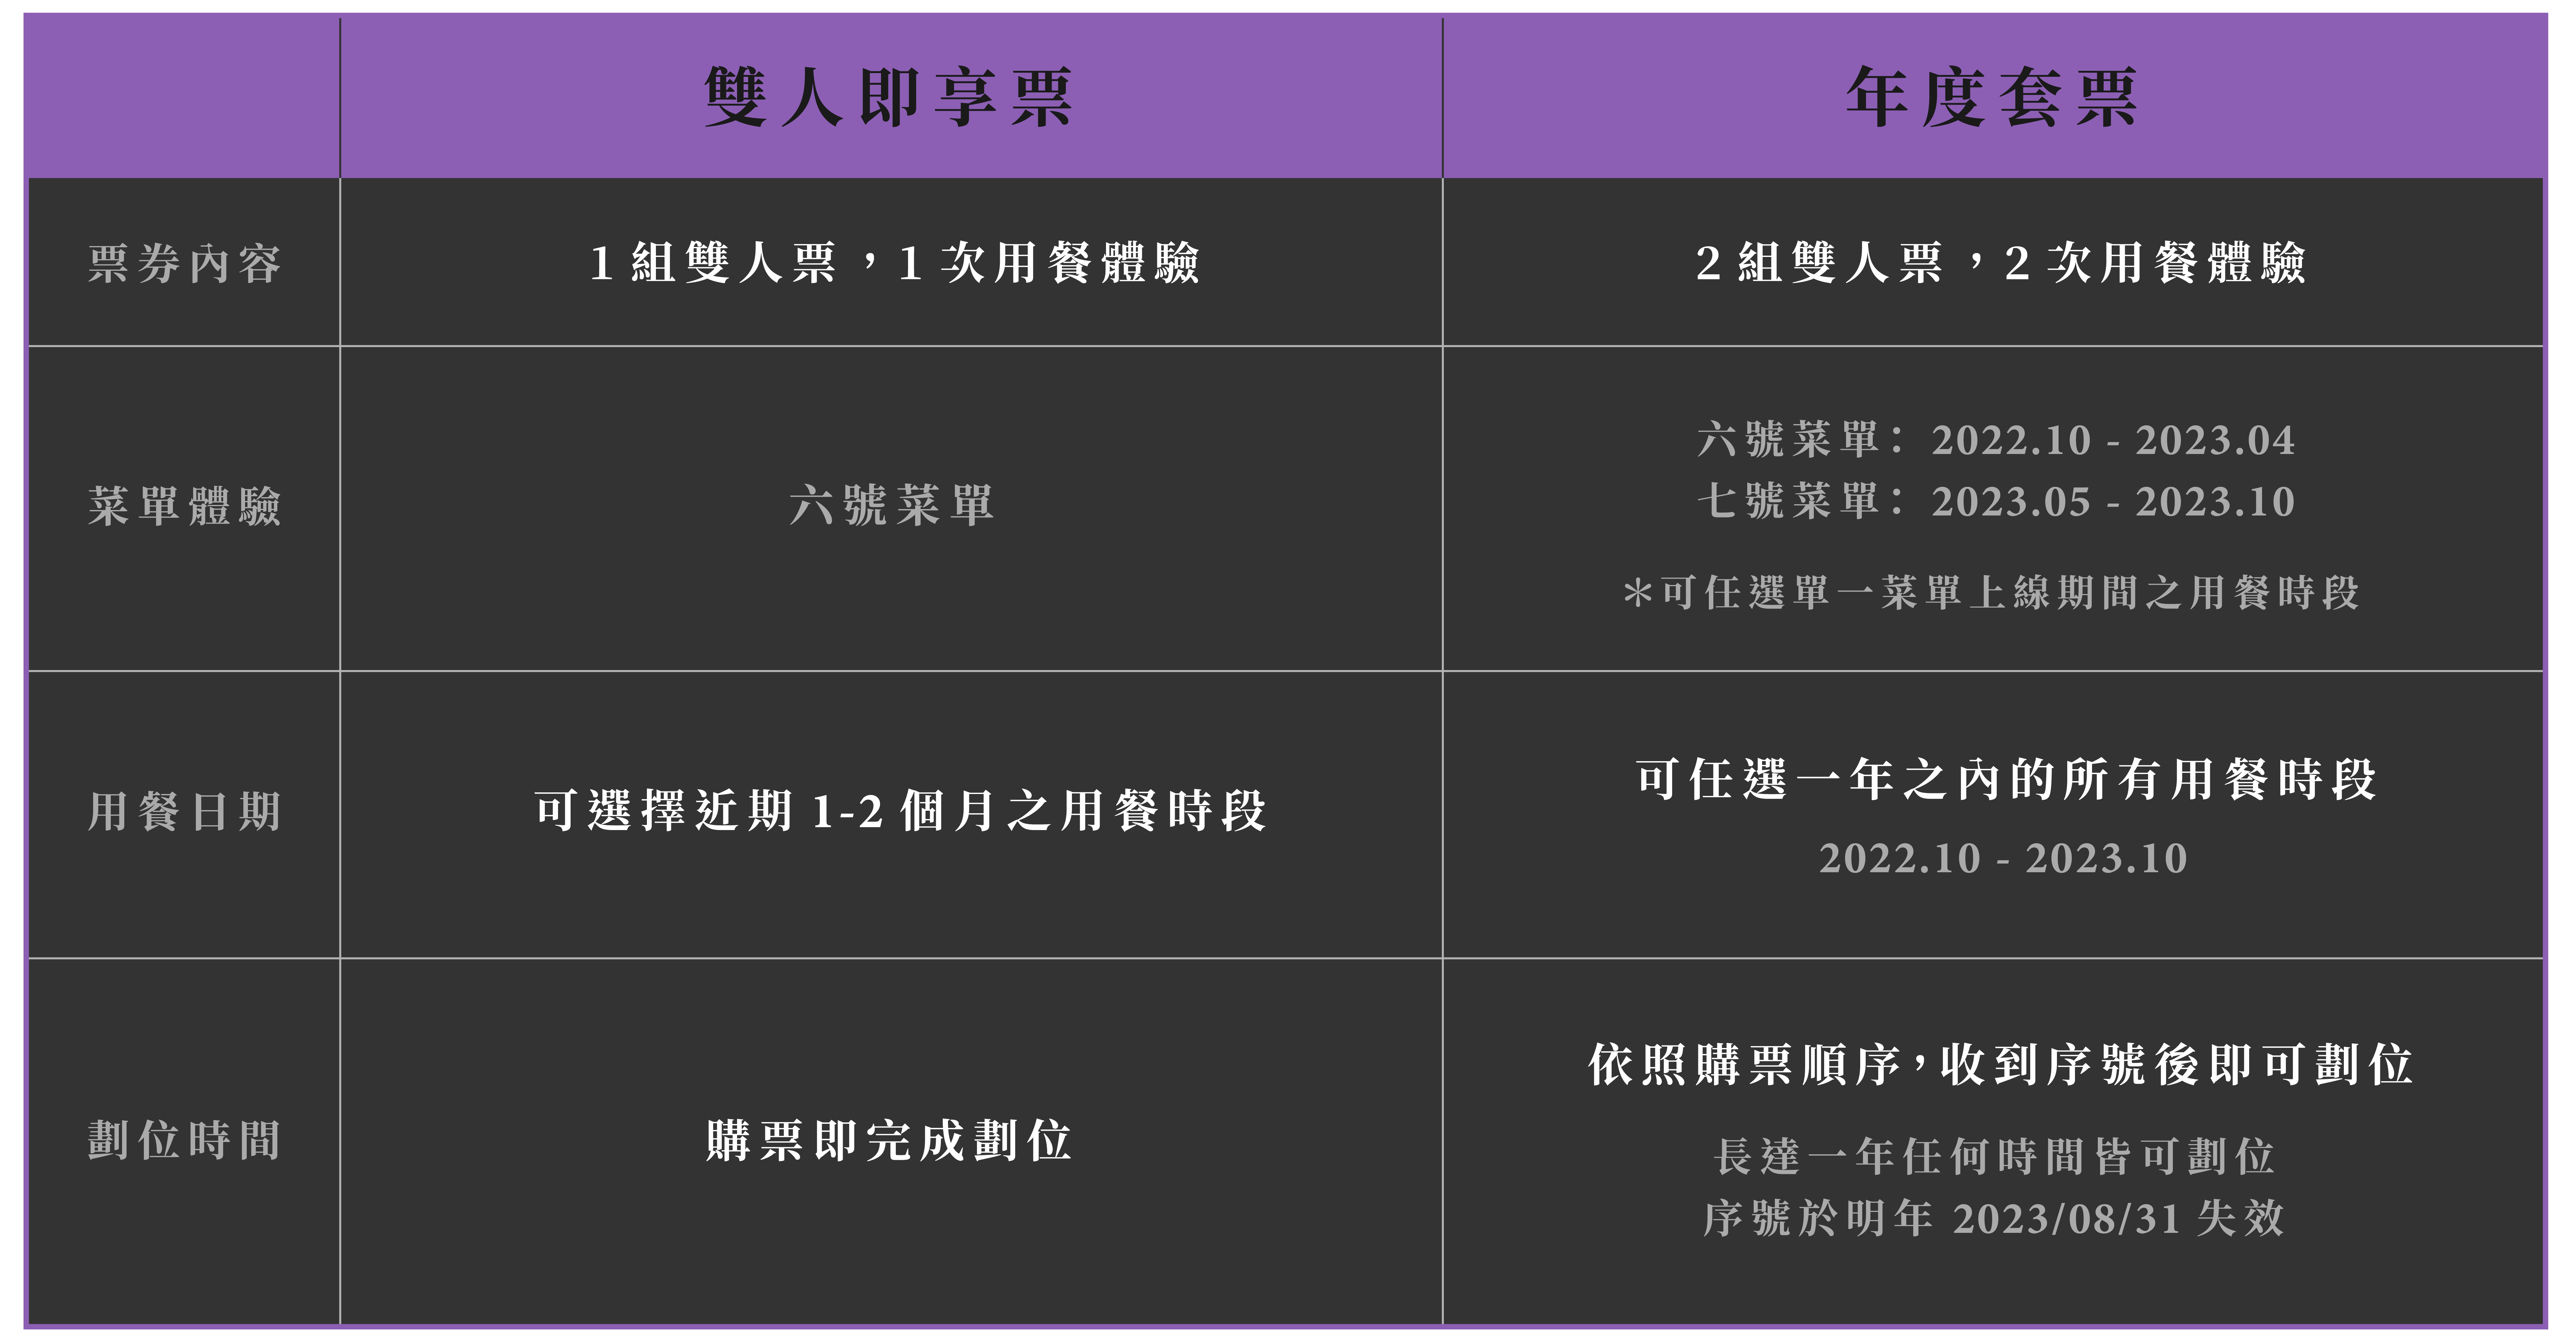 雙人即享票
年度套票
票券內容
1 組雙人票，1 次用餐體驗
2 組雙人票，2 次用餐體驗
菜單體驗
六號菜單
六號菜單： 2022.10 - 2023.04
七號菜單： 2023.05 - 2023.10
＊可任選單一菜單上線期間之用餐時段
用餐日期
可選擇近期 1-2 個月之用餐時段
可任選一年之內的所有用餐時段
2022.10 - 2023.10
劃位時間
購票即完成劃位
依照購票順序，收到序號後即可劃位
長達一年任何時間皆可劃位
序號於明年 2023/08/31 失效